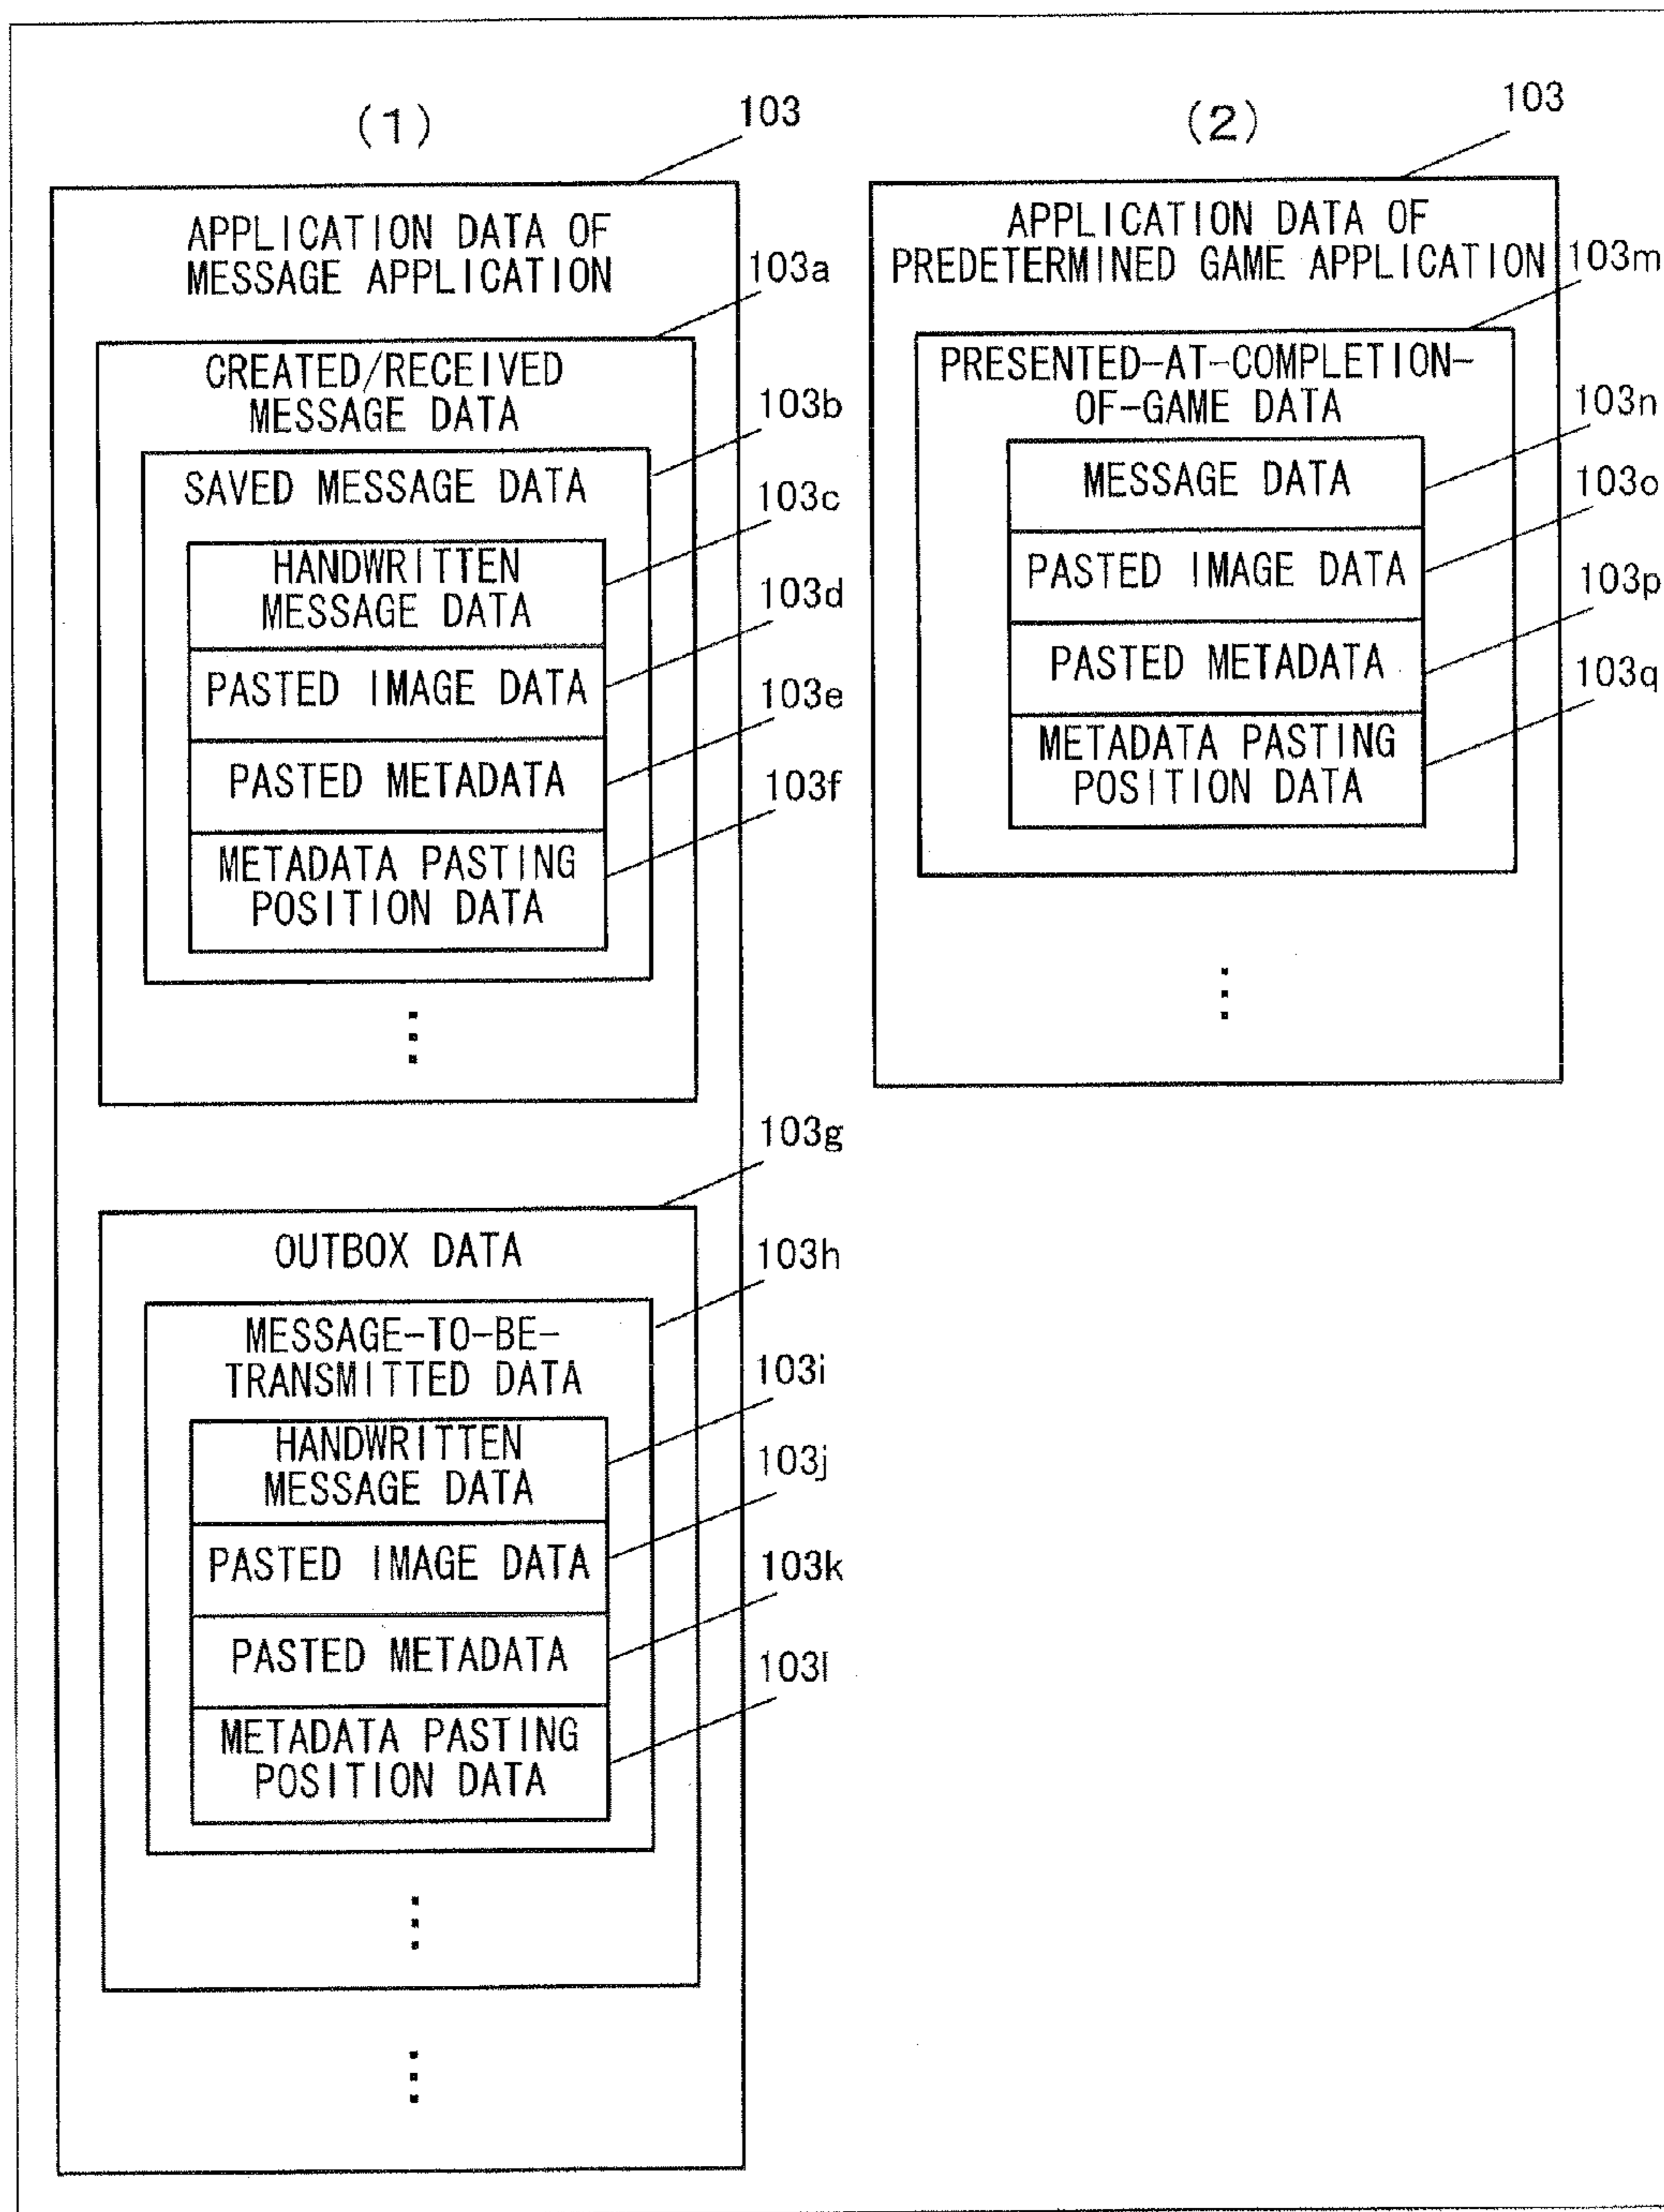 (1)
103
APPLICATION DATA OF
MESSAGE APPLICATION
103a
CREATED/RECEIVED
MESSAGE DATA
103b
SAVED MESSAGE DATA
103c
HANDWRITTEN
MESSAGE DATA
103d
PASTED IMAGE DATA
103e
PASTED METADATA
103f
METADATA PASTING
POSITION DATA
103g
OUTBOX DATA
103h
MESSAGE-TO-BE-
TRANSMITTED DATA
103i
HANDWRITTEN
MESSAGE DATA
103j
PASTED IMAGE DATA
103k
PASTED METADATA
103l
METADATA PASTING
POSITION DATA
(2)
103
APPLICATION DATA OF
PREDETERMINED GAME APPLICATION
103m
PRESENTED-AT-COMPLETION-
OF-GAME DATA
103n
MESSAGE DATA
103o
PASTED IMAGE DATA
103p
PASTED METADATA
103q
METADATA PASTING
POSITION DATA